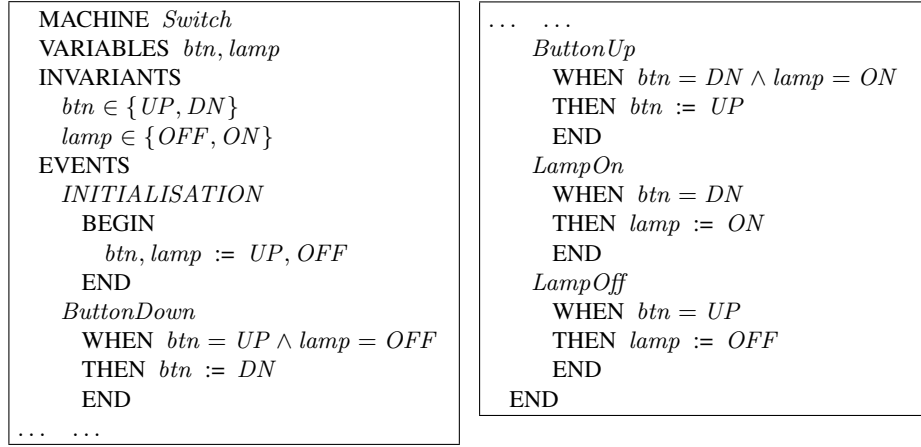 MACHINE Switch
VARIABLES btn, lamp
INVARIANTS
btn ∈ {UP, DN}
lamp ∈ {OFF, ON}
EVENTS
INITIALISATION
BEGIN
btn, lamp := UP, OFF
END
ButtonDown
WHEN btn = UP ∧ lamp = OFF
THEN btn := DN
END
... ...
... ...
ButtonUp
WHEN btn = DN ∧ lamp = ON
THEN btn := UP
END
LampOn
WHEN btn = DN
THEN lamp := ON
END
LampOff
WHEN btn = UP
THEN lamp := OFF
END
END